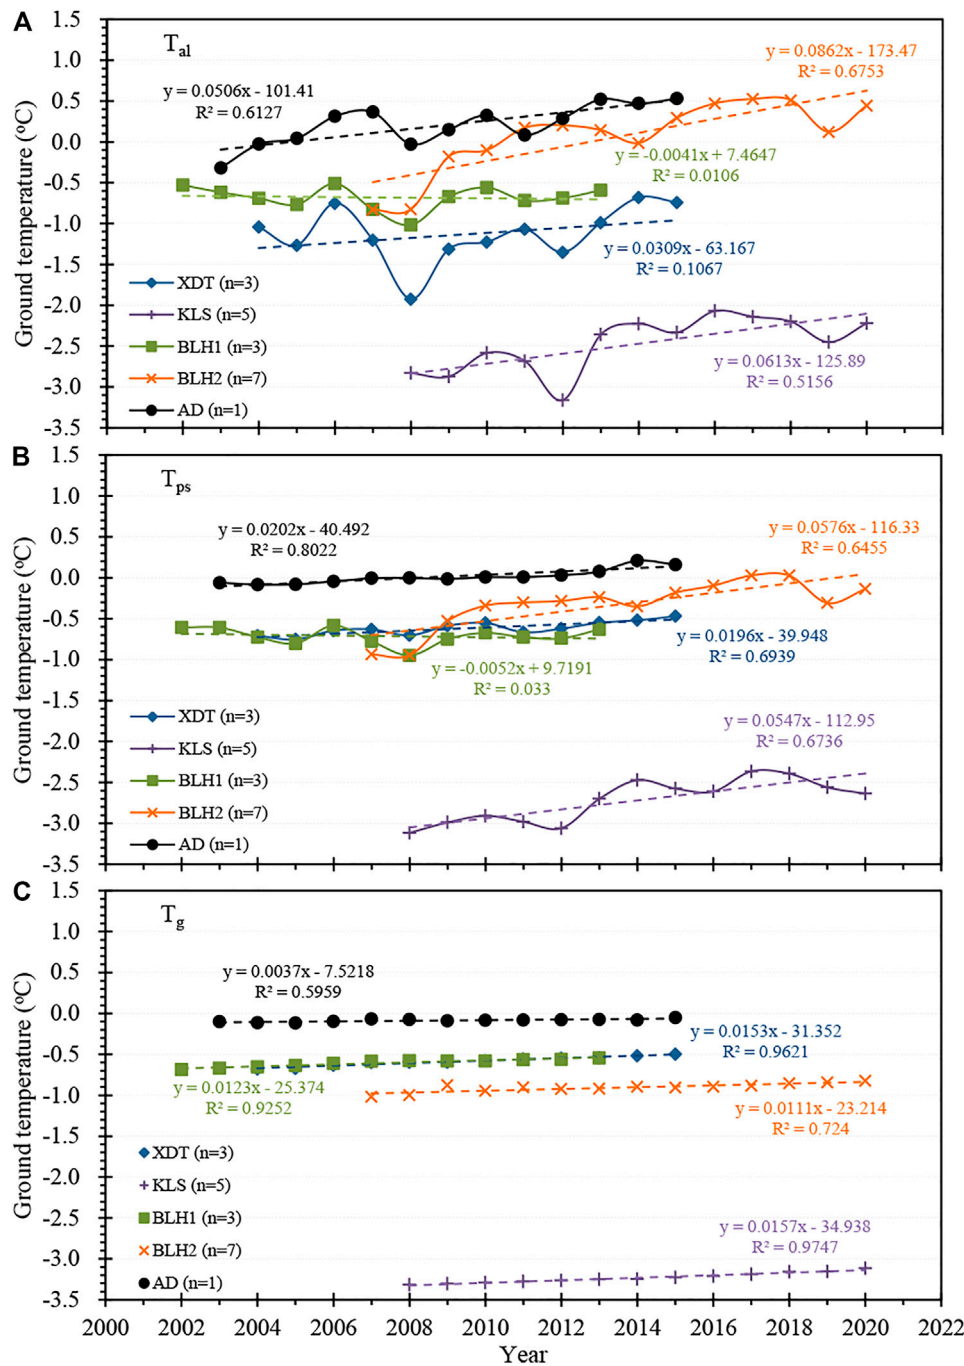 A
Tal
y = 0.0506x - 101.41
R² = 0.6127
y = 0.0862x - 173.47
R² = 0.6753
y = -0.0041x + 7.4647
R² = 0.0106
y = 0.0309x - 63.167
R² = 0.1067
y = 0.0613x - 125.89
R² = 0.5156
XDT (n=3)
KLS (n=5)
BLH1 (n=3)
BLH2 (n=7)
AD (n=1)
Ground temperature (°C)
1.5
1.0
0.5
0.0
-0.5
-1.0
-1.5
-2.0
-2.5
-3.0
-3.5
B
Tps
y = 0.0202x - 40.492
R² = 0.8022
y = 0.0576x - 116.33
R² = 0.6455
y = 0.0196x - 39.948
R² = 0.6939
y = -0.0052x + 9.7191
R² = 0.033
y = 0.0547x - 112.95
R² = 0.6736
XDT (n=3)
KLS (n=5)
BLH1 (n=3)
BLH2 (n=7)
AD (n=1)
Ground temperature (°C)
1.5
1.0
0.5
0.0
-0.5
-1.0
-1.5
-2.0
-2.5
-3.0
-3.5
C
Tg
y = 0.0037x - 7.5218
R² = 0.5959
y = 0.0153x - 31.352
R² = 0.9621
y = 0.0123x - 25.374
R² = 0.9252
y = 0.0111x - 23.214
R² = 0.724
y = 0.0157x - 34.938
R² = 0.9747
XDT (n=3)
KLS (n=5)
BLH1 (n=3)
BLH2 (n=7)
AD (n=1)
Ground temperature (°C)
1.5
1.0
0.5
0.0
-0.5
-1.0
-1.5
-2.0
-2.5
-3.0
-3.5
2000 2002 2004 2006 2008 2010 2012 2014 2016 2018 2020 2022
Year